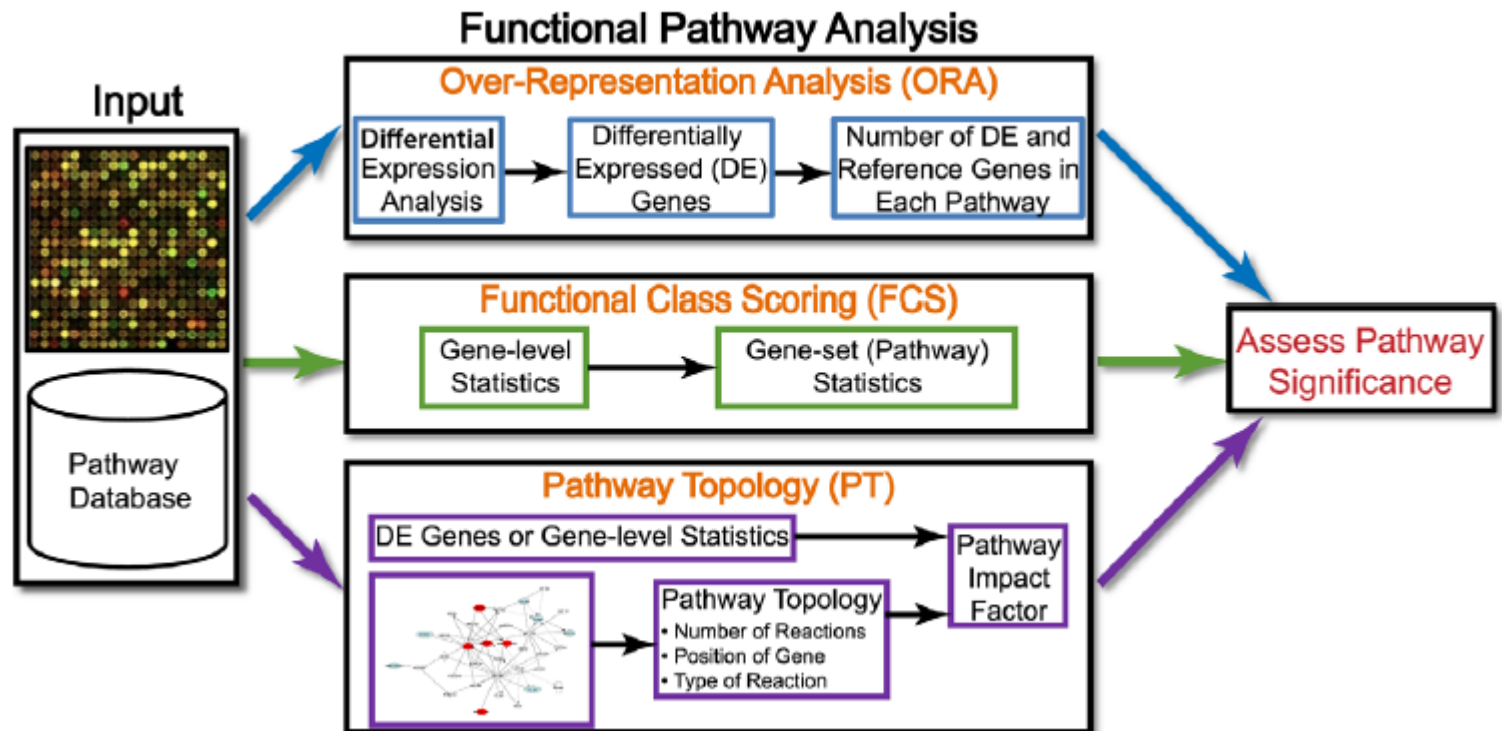 Functional Pathway Analysis
Input
Pathway
Database
Over-Representation Analysis (ORA)
Differential
Expression
Analysis
Differentially
Expressed (DE)
Genes
Number of DE and
Reference Genes in
Each Pathway
Functional Class Scoring (FCS)
Gene-level
Statistics
Gene-set (Pathway)
Statistics
Pathway Topology (PT)
DE Genes or Gene-level Statistics
Pathway Topology
• Number of Reactions
• Position of Gene
• Type of Reaction
Pathway
Impact
Factor
Assess Pathway
Significance